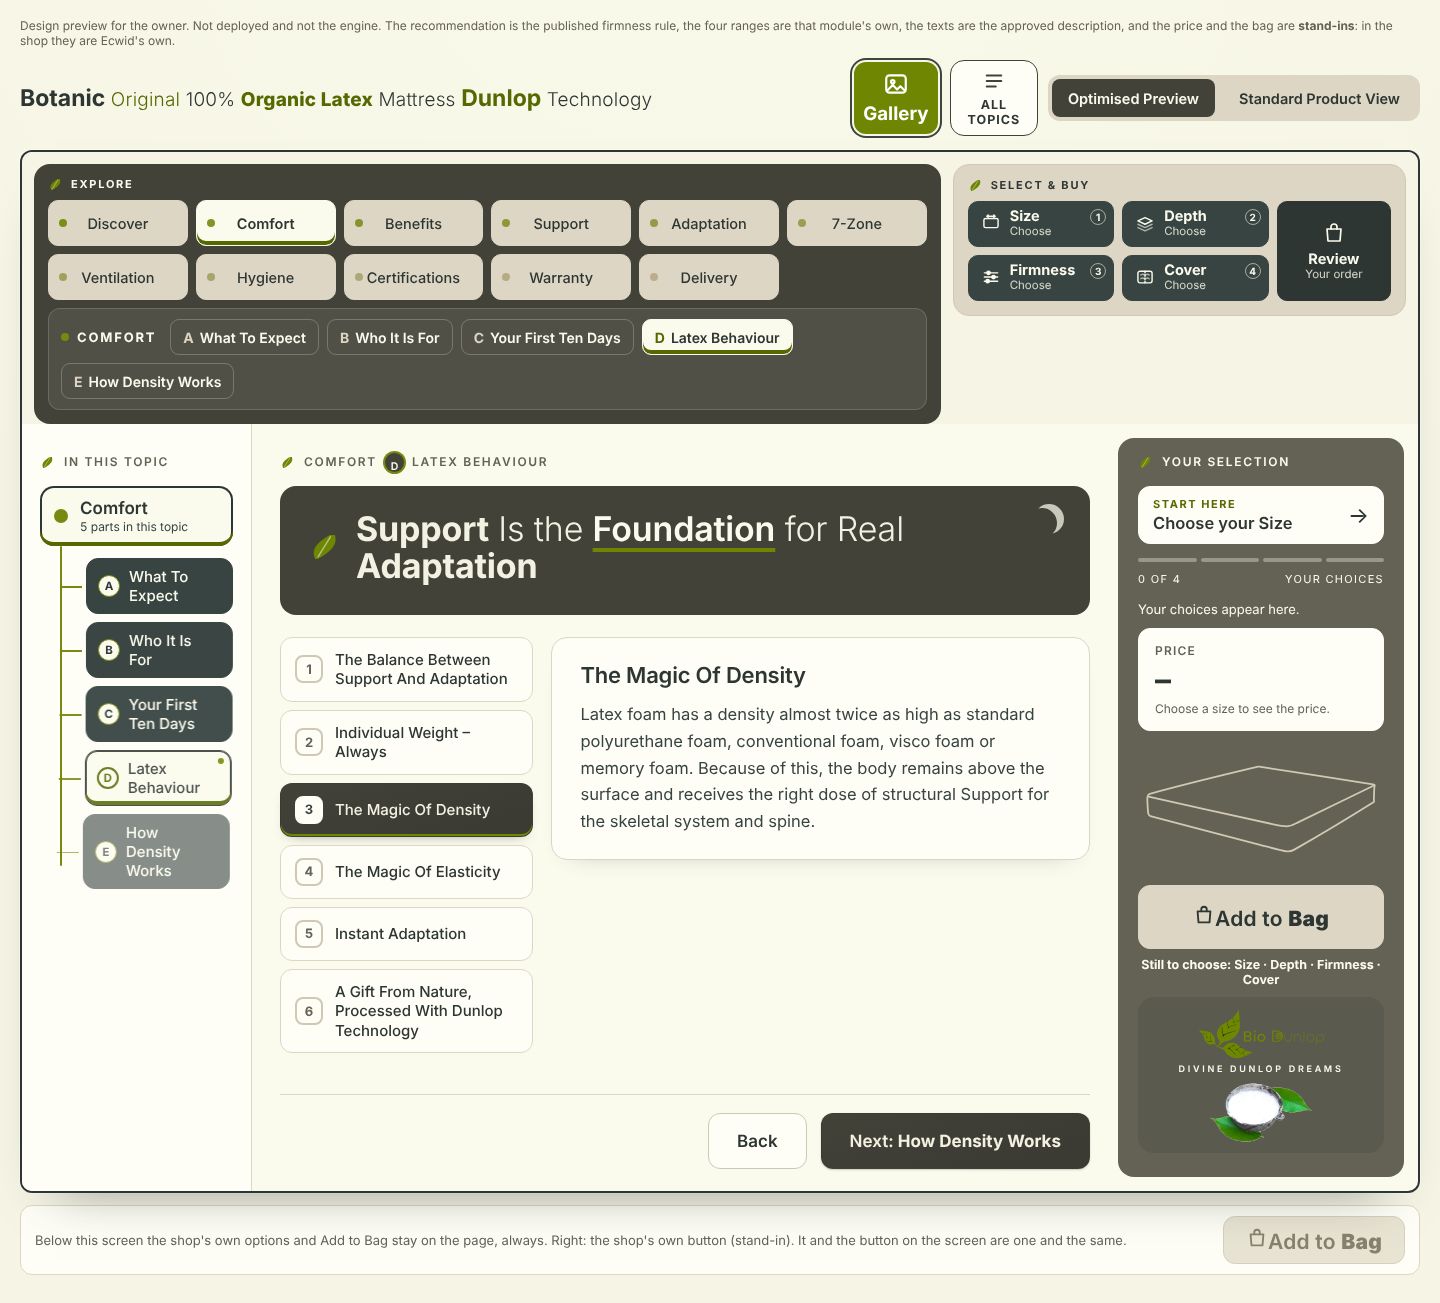 Design preview for the owner. Not deployed and not the engine. The recommendation is the published firmness rule, the four ranges are that module's own, the texts are the approved description, and the price and the bag are stand-ins: in the
shop they are Ecwid's own.
Botanic Original 100% Organic Latex Mattress Dunlop Technology
Gallery
ALL
TOPICS
Optimised Preview
Standard Product View
EXPLORE
Discover
Comfort
Benefits
Support
Adaptation
7-Zone
Ventilation
Hygiene
Certifications
Warranty
Delivery
COMFORT
A What To Expect
B Who It Is For
C Your First Ten Days
D Latex Behaviour
E How Density Works
SELECT & BUY
Size
Choose
1
Depth
Choose
2
Firmness
Choose
3
Cover
Choose
4
Review
Your order
IN THIS TOPIC
Comfort
5 parts in this topic
A
What To
Expect
B
Who It Is
For
C
Your First
Ten Days
D
Latex
Behaviour
E
How
Density
Works
COMFORT D LATEX BEHAVIOUR
Support Is the Foundation for Real
Adaptation
1
The Balance Between
Support And Adaptation
2
Individual Weight –
Always
3
The Magic Of Density
4
The Magic Of Elasticity
5
Instant Adaptation
6
A Gift From Nature,
Processed With Dunlop
Technology
The Magic Of Density
Latex foam has a density almost twice as high as standard
polyurethane foam, conventional foam, visco foam or
memory foam. Because of this, the body remains above the
surface and receives the right dose of structural Support for
the skeletal system and spine.
Back
Next: How Density Works
YOUR SELECTION
START HERE
Choose your Size
0 OF 4
YOUR CHOICES
Your choices appear here.
PRICE
–
Choose a size to see the price.
Add to Bag
Still to choose: Size · Depth · Firmness ·
Cover
Bio Dunlop
DIVINE DUNLOP DREAMS
Below this screen the shop's own options and Add to Bag stay on the page, always. Right: the shop's own button (stand-in). It and the button on the screen are one and the same.
Add to Bag